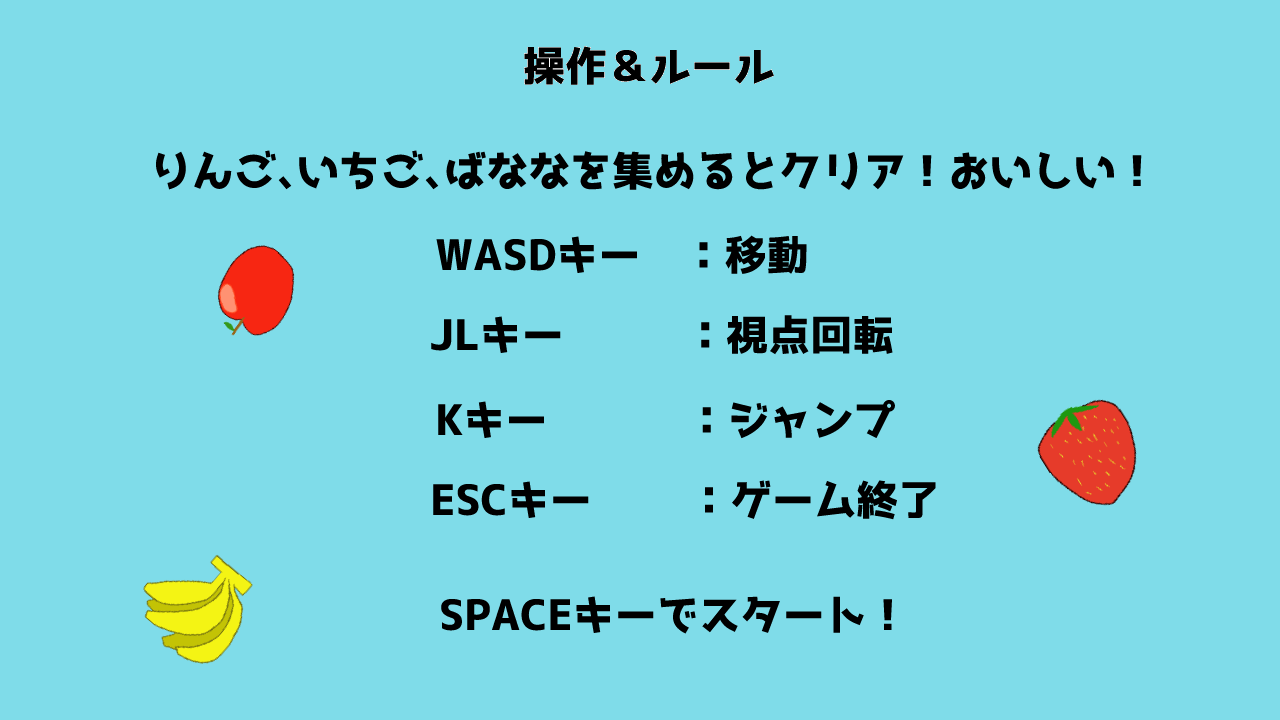 操作＆ルール
りんご、いちご、ばななを集めるとクリア！おいしい！
WASDキー　：移動
JLキー　　　：視点回転
Kキー　　　：ジャンプ
ESCキー　　：ゲーム終了
SPACEキーでスタート！